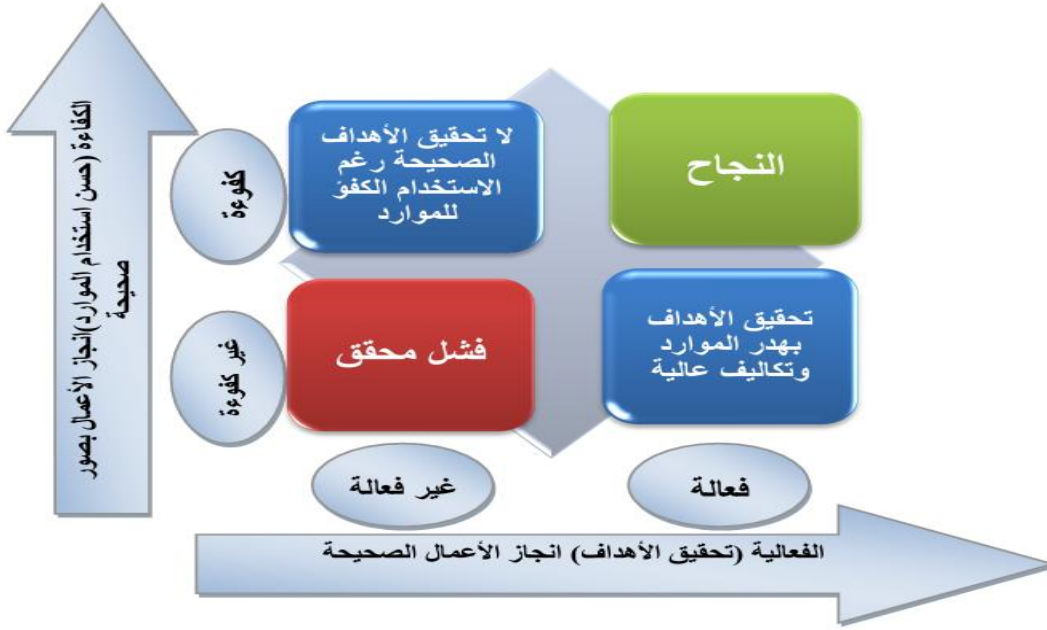 الكفاءة (حسن استخدام الموارد)انجاز الأعمال بصور
صحيحة
كفوءة
غير كفوءة
النجاح
لا تحقيق الأهداف
الصحيحة رغم
الاستخدام الكفؤ
للموارد
تحقيق الأهداف
بهدر الموارد
وتكاليف عالية
فشل محقق
فعالة
غير فعالة
الفعالية (تحقيق الأهداف) انجاز الأعمال الصحيحة